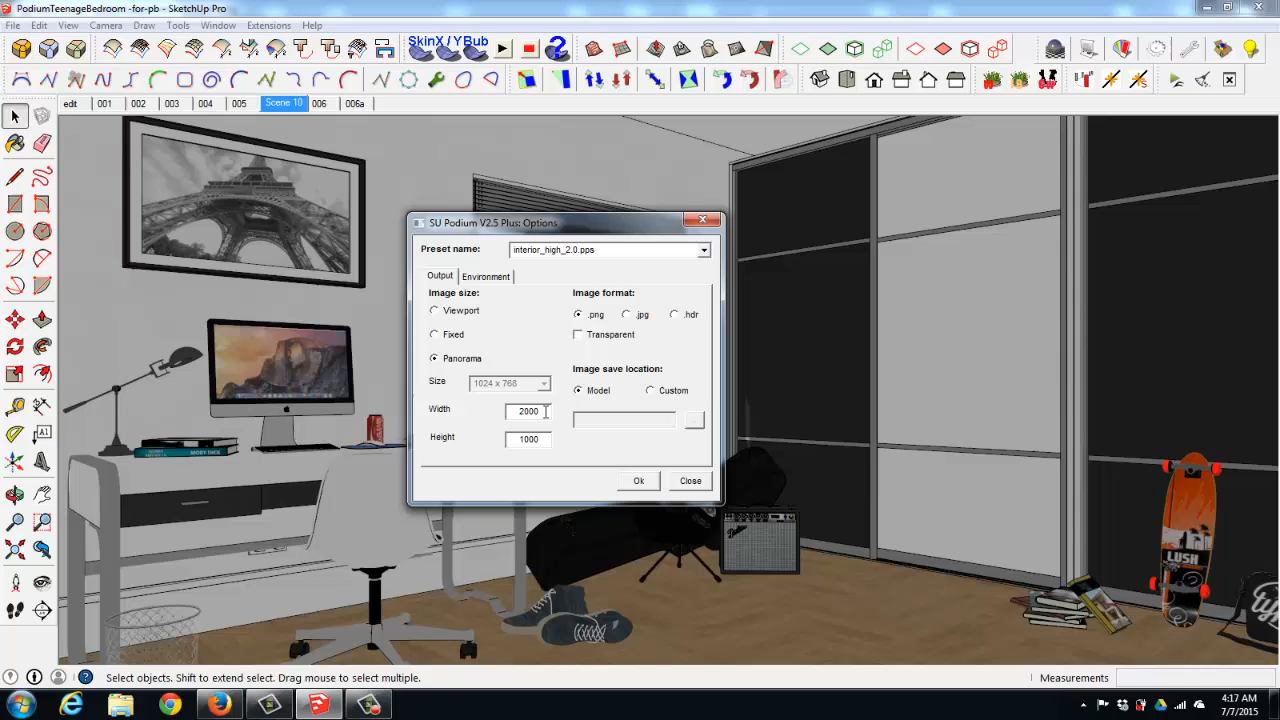 PodiumTeenageBedroom -for-pb - SketchUp Pro
File Edit View Camera Draw Tools Window Extensions Help
SkinX / YBub
edit 001 002 003 004 005 Scene 10 006 006a
SU Podium V2.5 Plus: Options
Preset name: interior_high_2.0.pps
Output Environment
Image size: Image format:
Viewport .png .jpg .hdr
Fixed Transparent
Panorama
Image save location:
Size 1024 x 768 Model Custom
Width 2000
Height 1000
Ok Close
MOBY DICK
Fender
LUSH
Select objects. Shift to extend select. Drag mouse to select multiple. Measurements
4:17 AM
7/7/2015